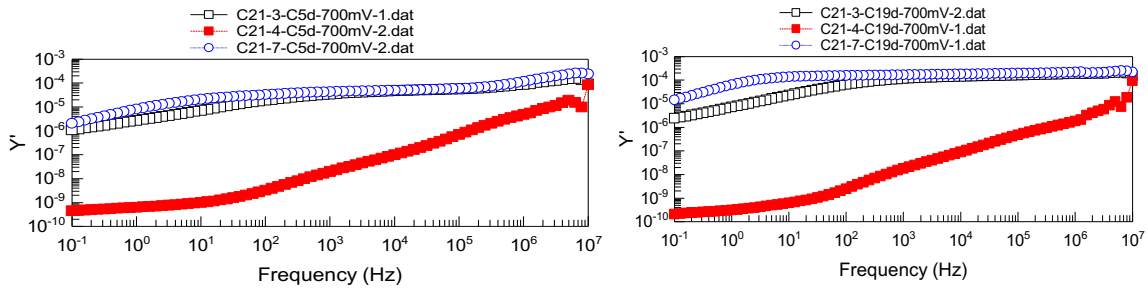 C21-3-C5d-700mV-1.dat
C21-4-C5d-700mV-2.dat
C21-7-C5d-700mV-2.dat
10⁻³
10⁻⁴
10⁻⁵
10⁻⁶
10⁻⁷
10⁻⁸
10⁻⁹
10⁻¹⁰
Y'
10⁻¹ 10⁰ 10¹ 10² 10³ 10⁴ 10⁵ 10⁶ 10⁷
Frequency (Hz)
C21-3-C19d-700mV-2.dat
C21-4-C19d-700mV-1.dat
C21-7-C19d-700mV-1.dat
10⁻³
10⁻⁴
10⁻⁵
10⁻⁶
10⁻⁷
10⁻⁸
10⁻⁹
10⁻¹⁰
Y'
10⁻¹ 10⁰ 10¹ 10² 10³ 10⁴ 10⁵ 10⁶ 10⁷
Frequency (Hz)